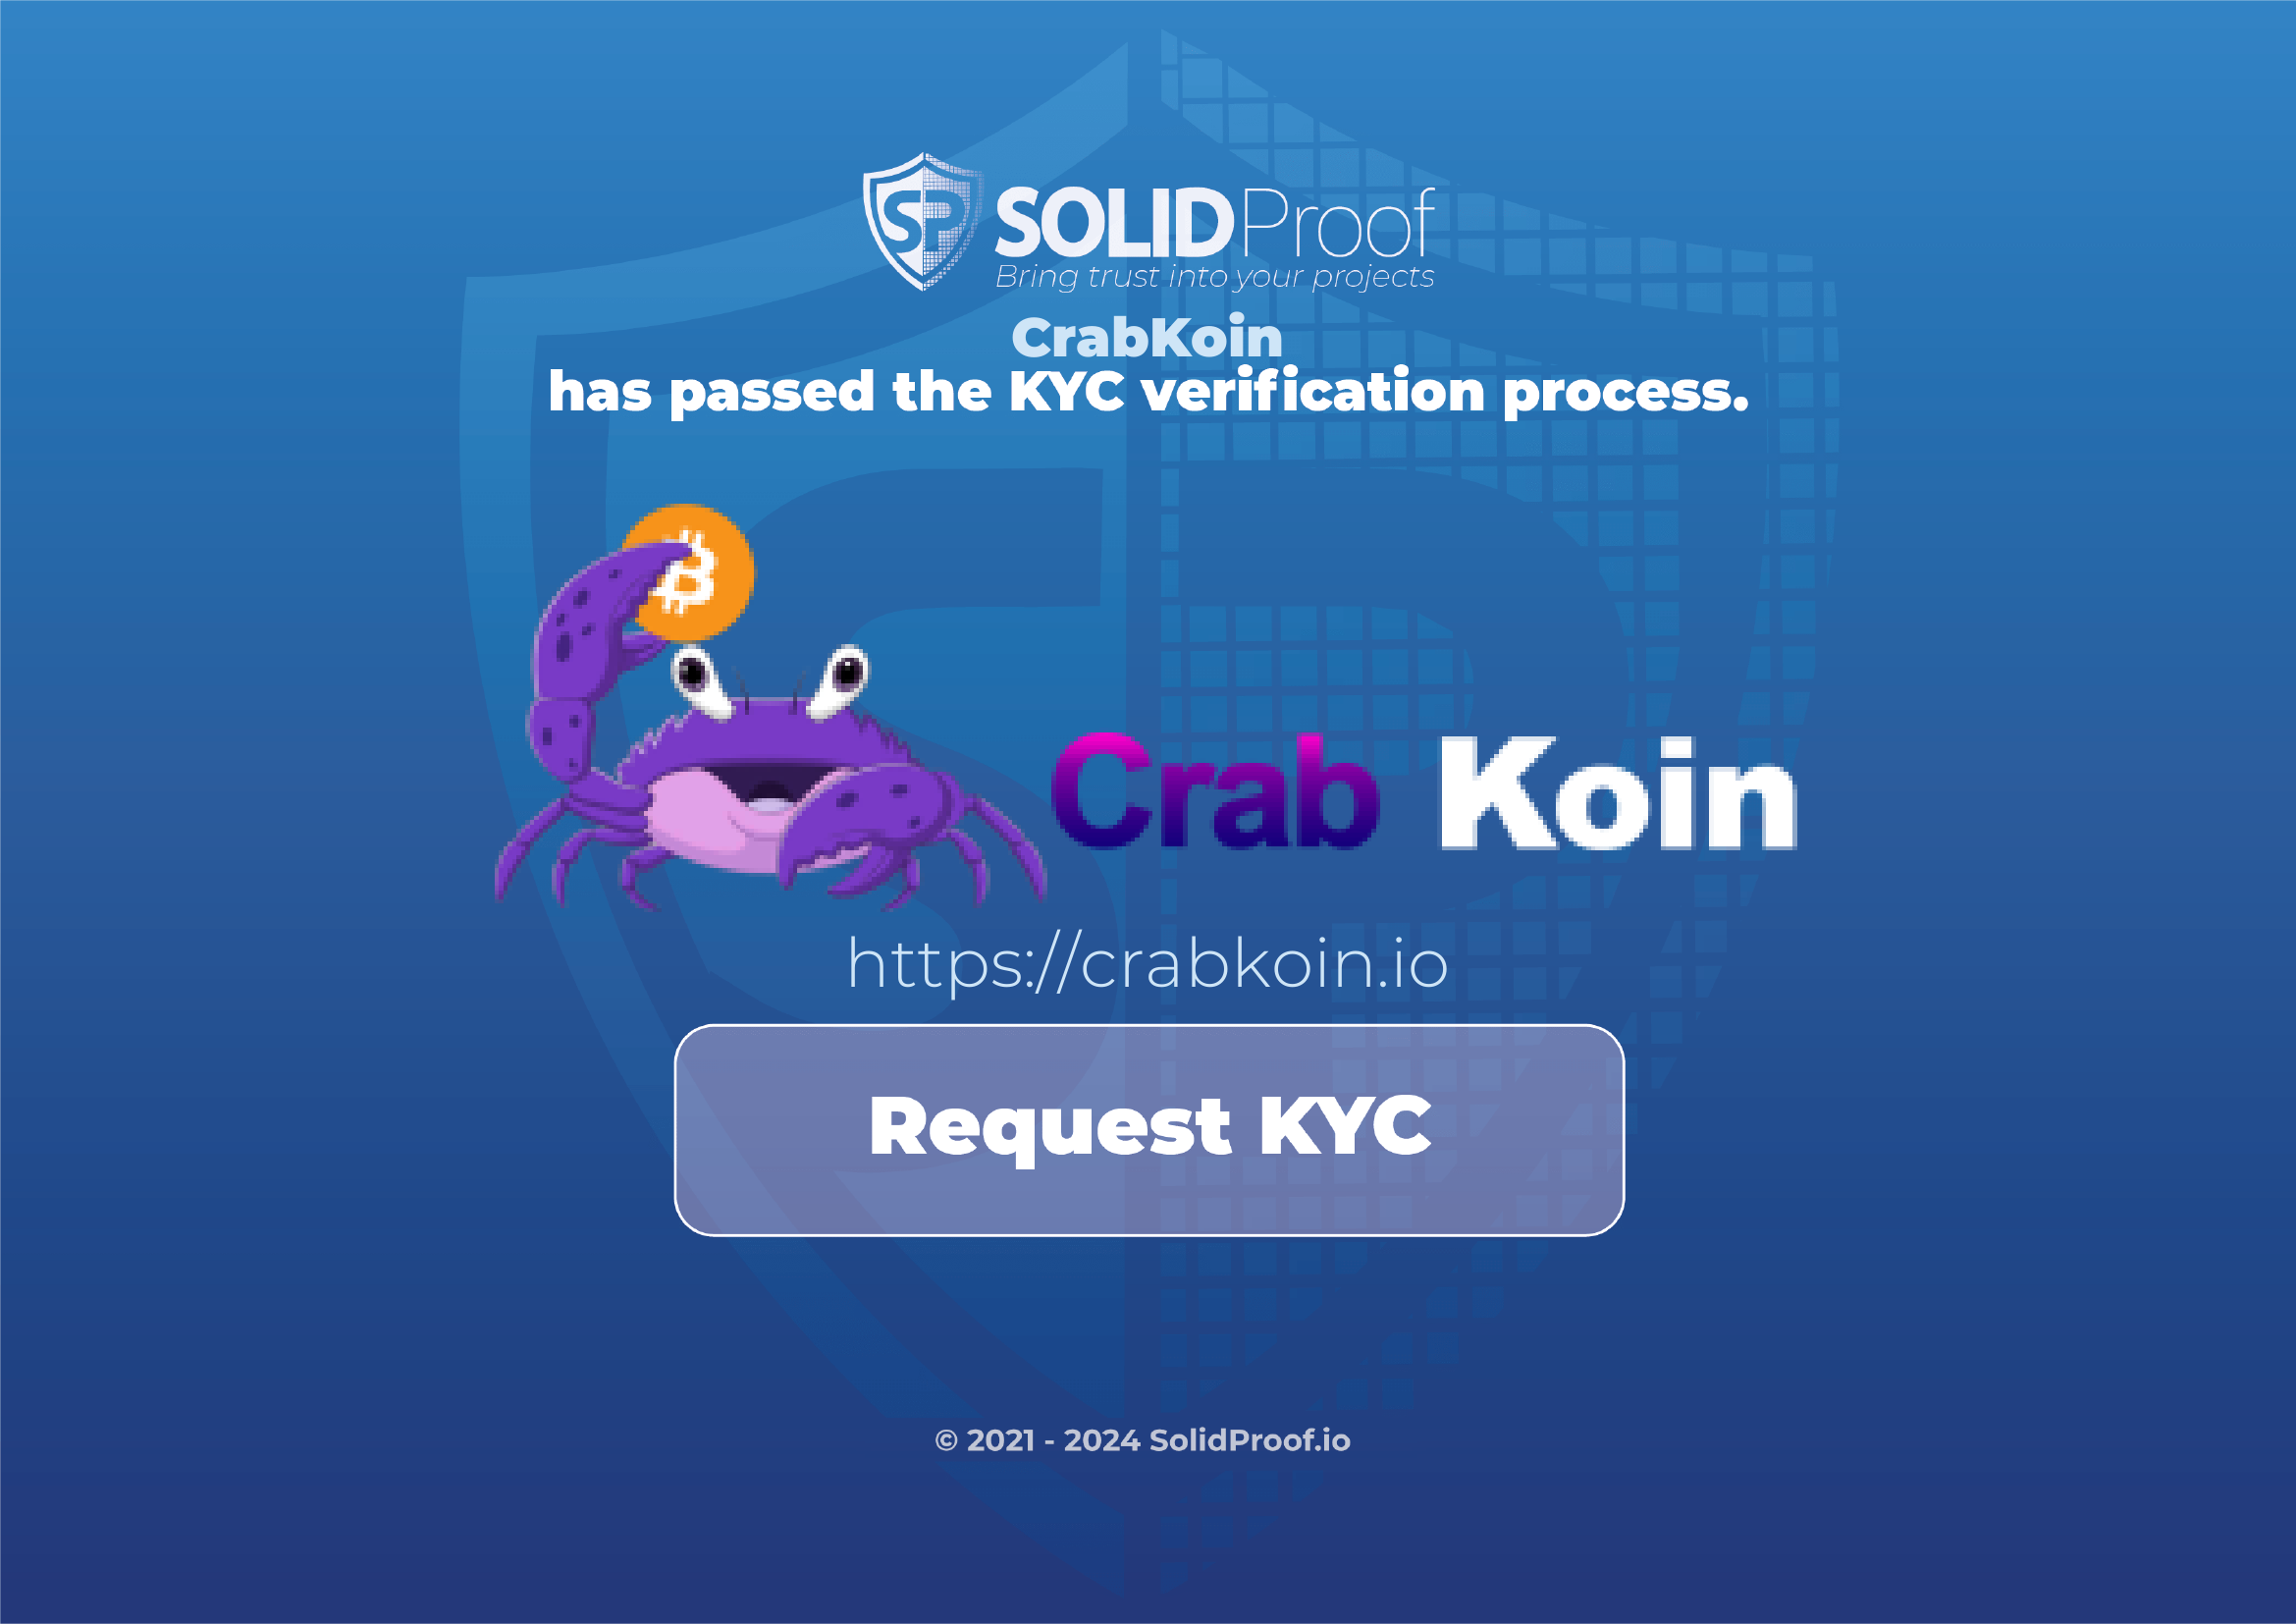 SP SOLIDProof
Bring trust into your projects
CrabKoin
has passed the KYC verification process.
Crab Koin
https://crabkoin.io
Request KYC
© 2021 - 2024 SolidProof.io